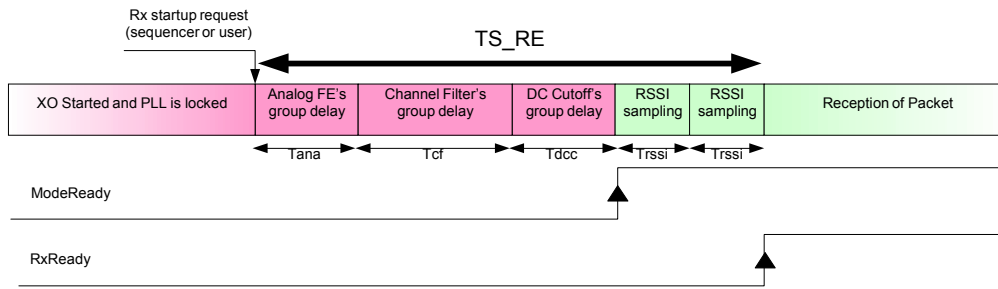 Rx startup request
(sequencer or user)
TS_RE
XO Started and PLL is locked
Analog FE's
group delay
Channel Filter's
group delay
DC Cutoff's
group delay
RSSI
sampling
RSSI
sampling
Reception of Packet
Tana
Tcf
Tdcc
Trssi
Trssi
ModeReady
RxReady